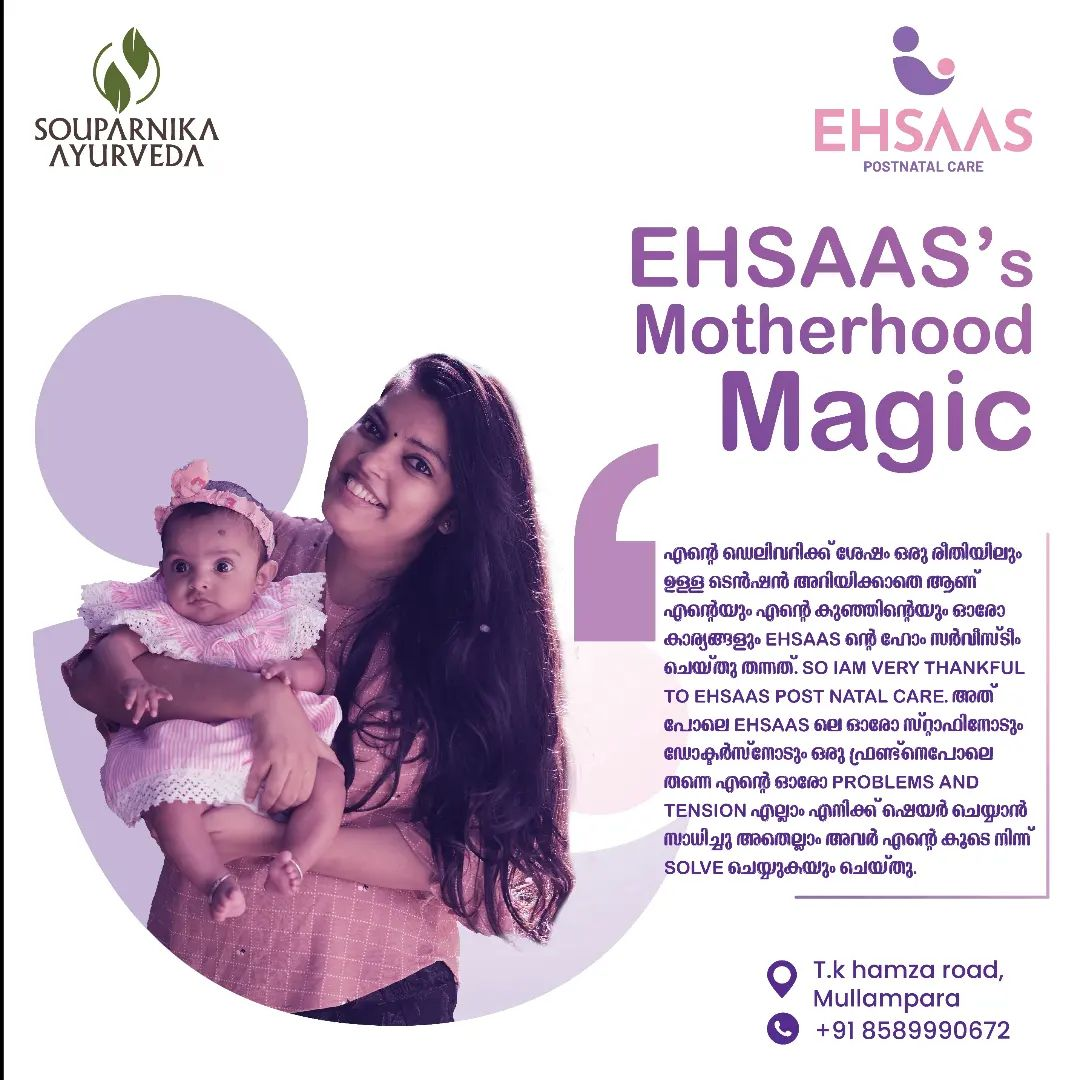 SOUPARNIKA
AYURVEDA
EHSAAS
POSTNATAL CARE
EHSAAS’s
Motherhood
Magic
എന്റെ ഡെലിവറിക്ക് ശേഷം ഒരു രീതിയിലും
ഉള്ള ടെൻഷൻ അറിയിക്കാതെ ആണ്
എന്റെയും എന്റെ കുഞ്ഞിന്റെയും ഓരോ
കാര്യങ്ങളും EHSAAS ന്റെ ഹോം സർവീസ്ടീം
ചെയ്തു തന്നത്. SO IAM VERY THANKFUL
TO EHSAAS POST NATAL CARE. അത്
പോലെ EHSAAS ലെ ഓരോ സ്റ്റാഫിനോടും
ഡോക്ടർസ്നോടും ഒരു ഫ്രണ്ട്നെപോലെ
തന്നെ എന്റെ ഓരോ PROBLEMS AND
TENSION എല്ലാം എനിക്ക് ഷെയർ ചെയ്യാൻ
സാധിച്ചു അതെല്ലാം അവർ എന്റെ കൂടെ നിന്ന്
SOLVE ചെയ്യുകയും ചെയ്തു.
T.k hamza road,
Mullampara
+91 8589990672